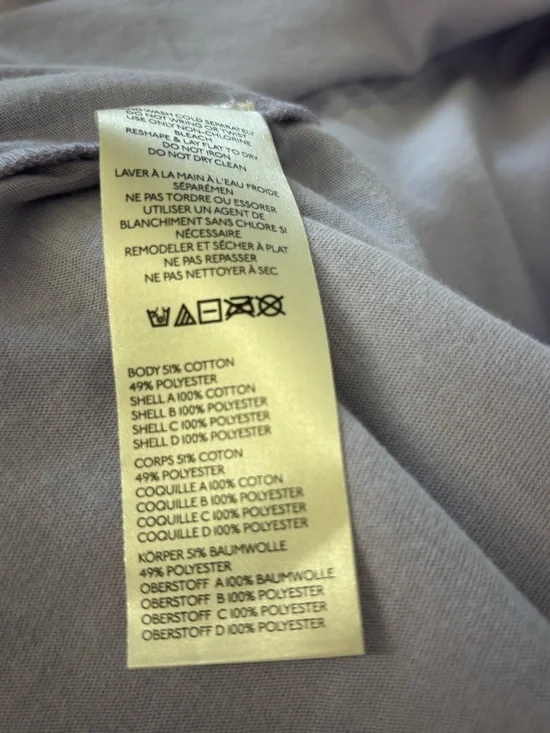 WASH COLD SEPARATELY
DO NOT WRING OR TWIST
USE ONLY NON-CHLORINE
BLEACH
RESHAPE & LAY FLAT TO DRY
DO NOT IRON
DO NOT DRY CLEAN
LAVER À LA MAIN À L'EAU FROIDE
SÉPARÉMEN
NE PAS TORDRE OU ESSORER
UTILISER UN AGENT DE
BLANCHIMENT SANS CHLORE SI
NÉCESSAIRE
REMODELER ET SÉCHER À PLAT
NE PAS REPASSER
NE PAS NETTOYER À SEC
BODY 51% COTTON
49% POLYESTER
SHELL A 100% COTTON
SHELL B 100% POLYESTER
SHELL C 100% POLYESTER
SHELL D 100% POLYESTER
CORPS 51% COTON
49% POLYESTER
COQUILLE A 100% COTON
COQUILLE B 100% POLYESTER
COQUILLE C 100% POLYESTER
COQUILLE D 100% POLYESTER
KÖRPER 51% BAUMWOLLE
49% POLYESTER
OBERSTOFF A 100% BAUMWOLLE
OBERSTOFF B 100% POLYESTER
OBERSTOFF C 100% POLYESTER
OBERSTOFF D 100% POLYESTER